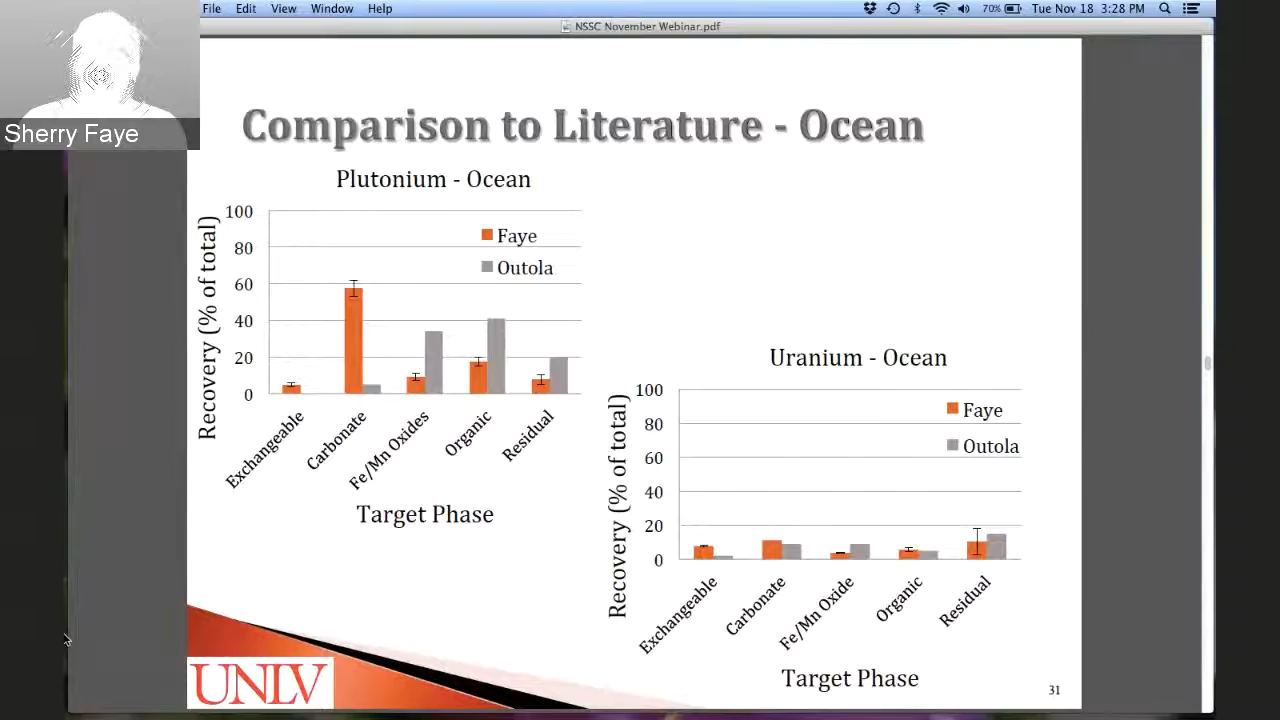 File Edit View Window Help
70% Tue Nov 18 3:28 PM
NSSC November Webinar.pdf
Sherry Faye
Comparison to Literature - Ocean
Plutonium - Ocean
Recovery (% of total)
100
80
60
40
20
0
Faye
Outola
Exchangeable
Carbonate
Fe/Mn Oxides
Organic
Residual
Target Phase
Uranium - Ocean
Recovery (% of total)
100
80
60
40
20
0
Faye
Outola
Exchangeable
Carbonate
Fe/Mn Oxide
Organic
Residual
Target Phase
UNLV
31